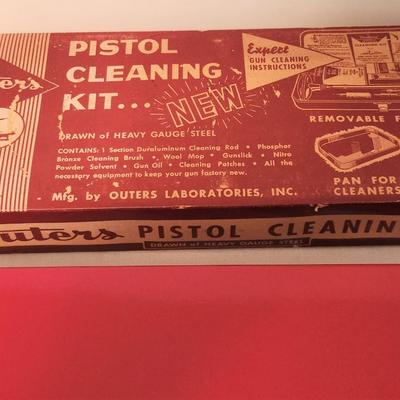 PISTOL
CLEANING
KIT...
NEW
DRAWN of HEAVY GAUGE STEEL
CONTAINS: 1 Section Duraluminum Cleaning Rod • Phosphor
Bronze Cleaning Brush • Wool Mop • Gunslick • Nitro
Powder Solvent • Gun Oil • Cleaning Patches • All the
necessary equipment to keep your gun factory new.
Mfg. by OUTERS LABORATORIES, INC.
Expert
GUN CLEANING
INSTRUCTIONS
REMOVABLE
PAN FOR
CLEANERS
Outers PISTOL CLEANIN
DRAWN of HEAVY GAUGE STEEL